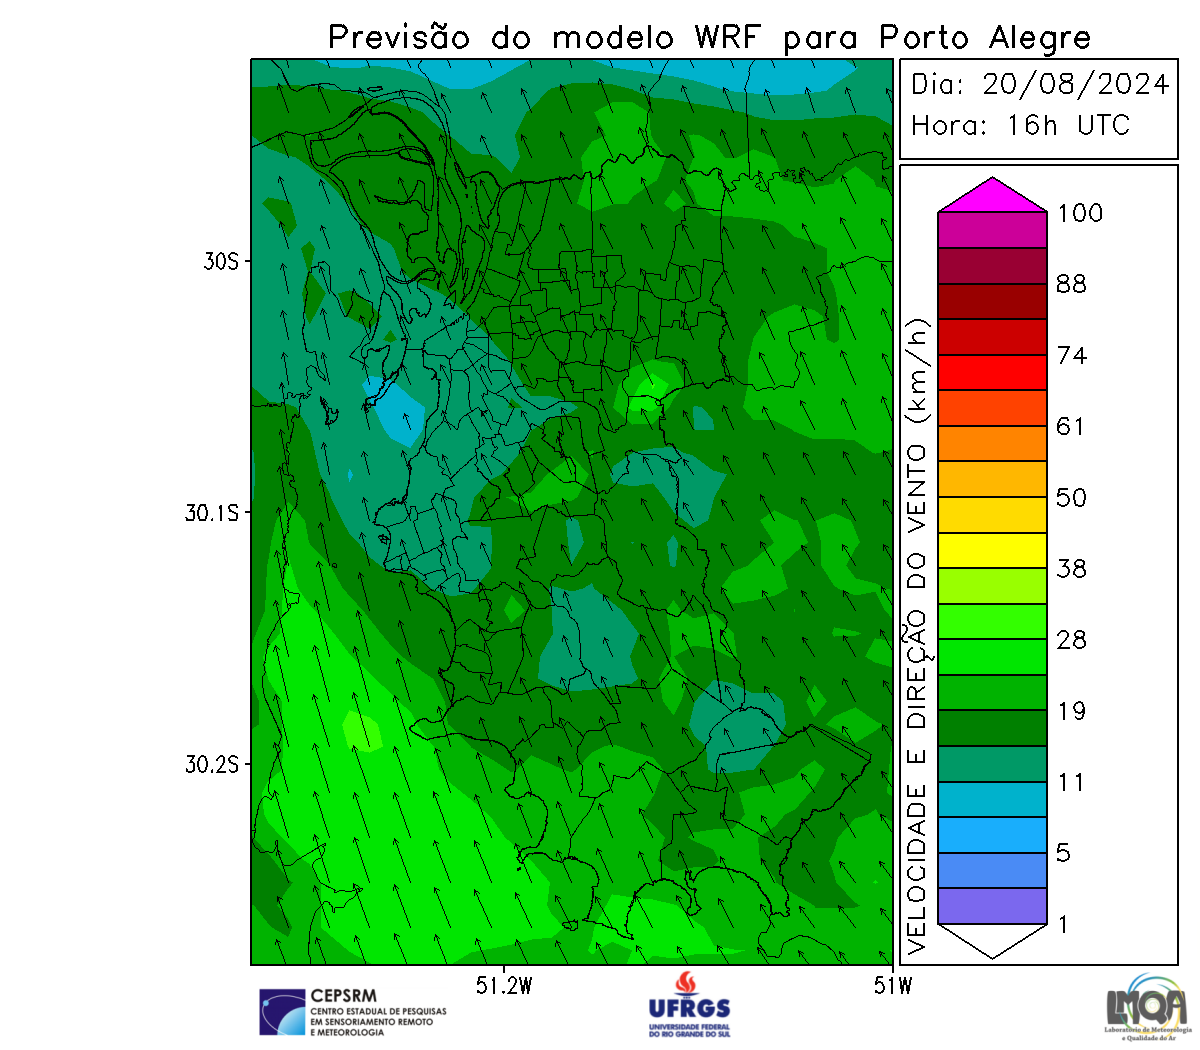 Previsão do modelo WRF para Porto Alegre
Dia: 20/08/2024
Hora: 16h UTC
30S
30.1S
30.2S
51.2W
51W
VELOCIDADE E DIREÇÃO DO VENTO (km/h)
100
88
74
61
50
38
28
19
11
5
1
CEPSRM
CENTRO ESTADUAL DE PESQUISAS
EM SENSORIAMENTO REMOTO
E METEOROLOGIA
UFRGS
UNIVERSIDADE FEDERAL
DO RIO GRANDE DO SUL
LMQA
Laboratório de Meteorologia
e Qualidade do Ar